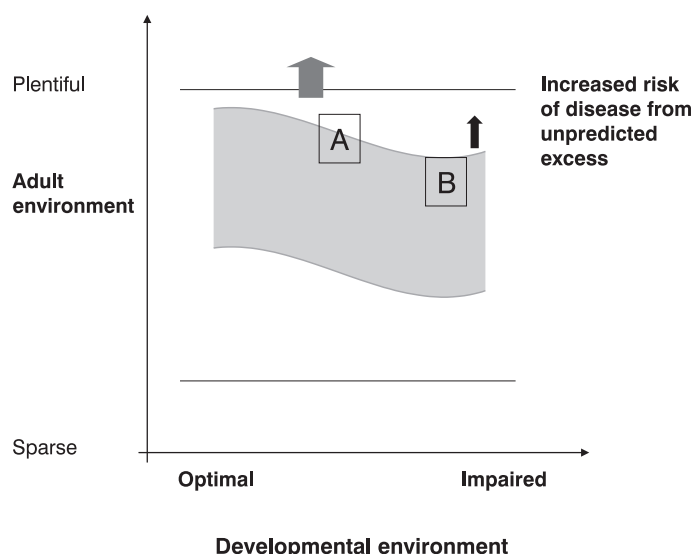 Plentiful
Increased risk
of disease from
unpredicted
excess
A
Adult
environment
B
Sparse
Optimal
Impaired
Developmental environment